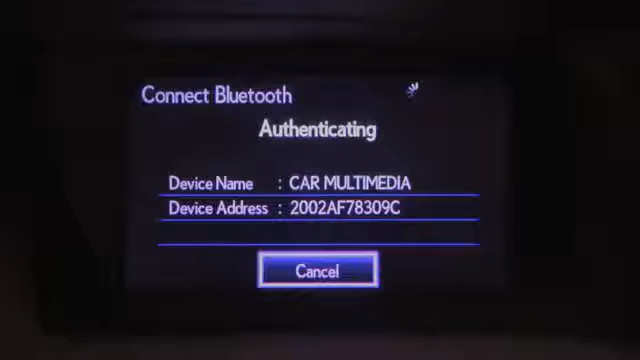 Connect Bluetooth
Authenticating
Device Name : CAR MULTIMEDIA
Device Address : 2002AF78309C
Cancel